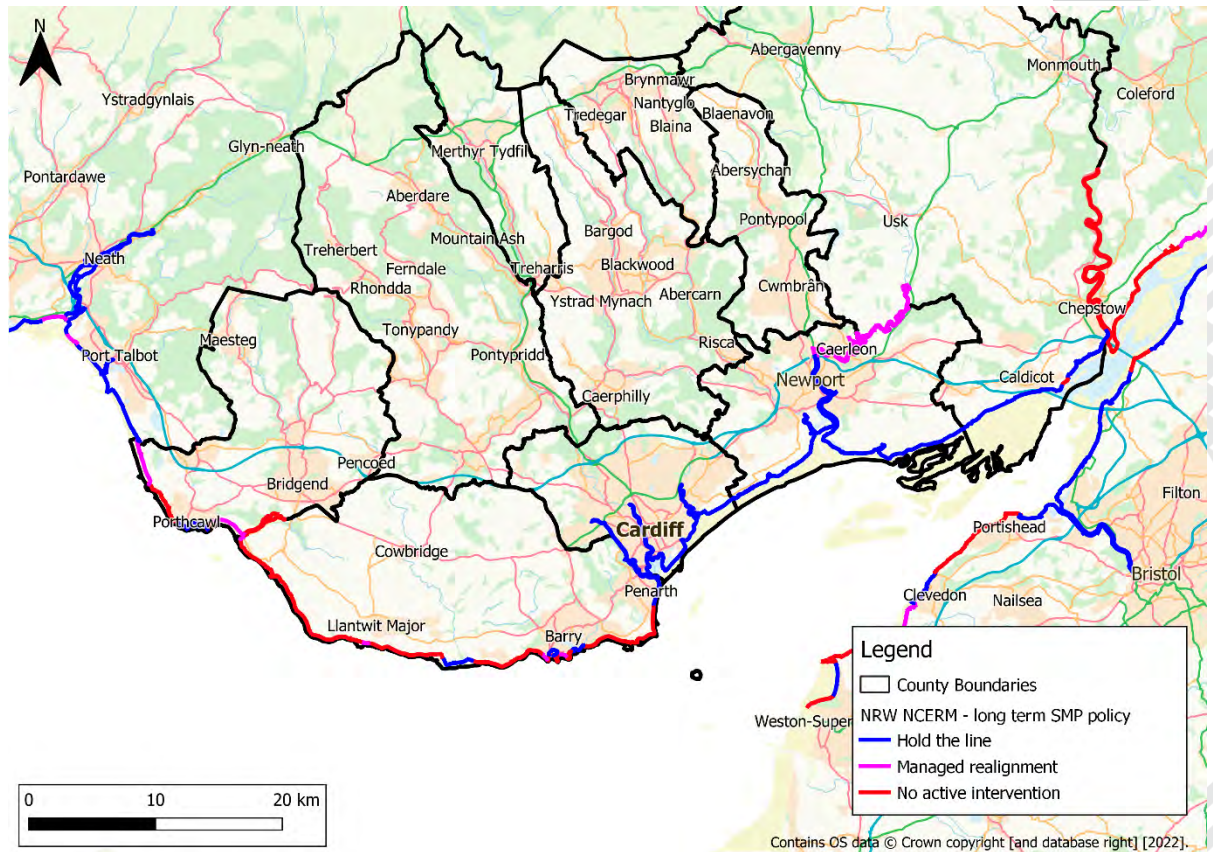 N
Abergavenny
Monmouth
Coleford
Ystradgynlais
Brynmawr
Tredegar
Nantyglo
Blaenavon
Blaina
Glyn-neath
Merthyr Tydfil
Pontardawe
Abersychan
Aberdare
Usk
Pontypool
Mountain Ash
Bargod
Treherbert
Neath
Ferndale
Treharris
Blackwood
Rhondda
Cwmbrân
Ystrad Mynach
Abercarn
Chepstow
Tonypandy
Maesteg
Risca
Caerleon
Port Talbot
Pontypridd
Newport
Caldicot
Caerphilly
Pencoed
Bridgend
Filton
Porthcawl
Cardiff
Portishead
Cowbridge
Bristol
Penarth
Clevedon
Nailsea
Llantwit Major
Barry
Weston-Super
Legend
County Boundaries
NRW NCERM - long term SMP policy
Hold the line
Managed realignment
No active intervention
0 10 20 km
Contains OS data © Crown copyright [and database right] [2022].